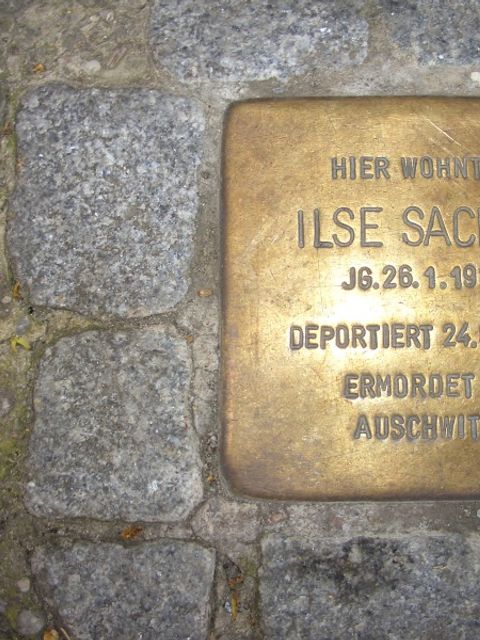 HIER WOHNT
ILSE SAC
JG.26.1.19
DEPORTIERT 24.
ERMORDET
AUSCHWIT